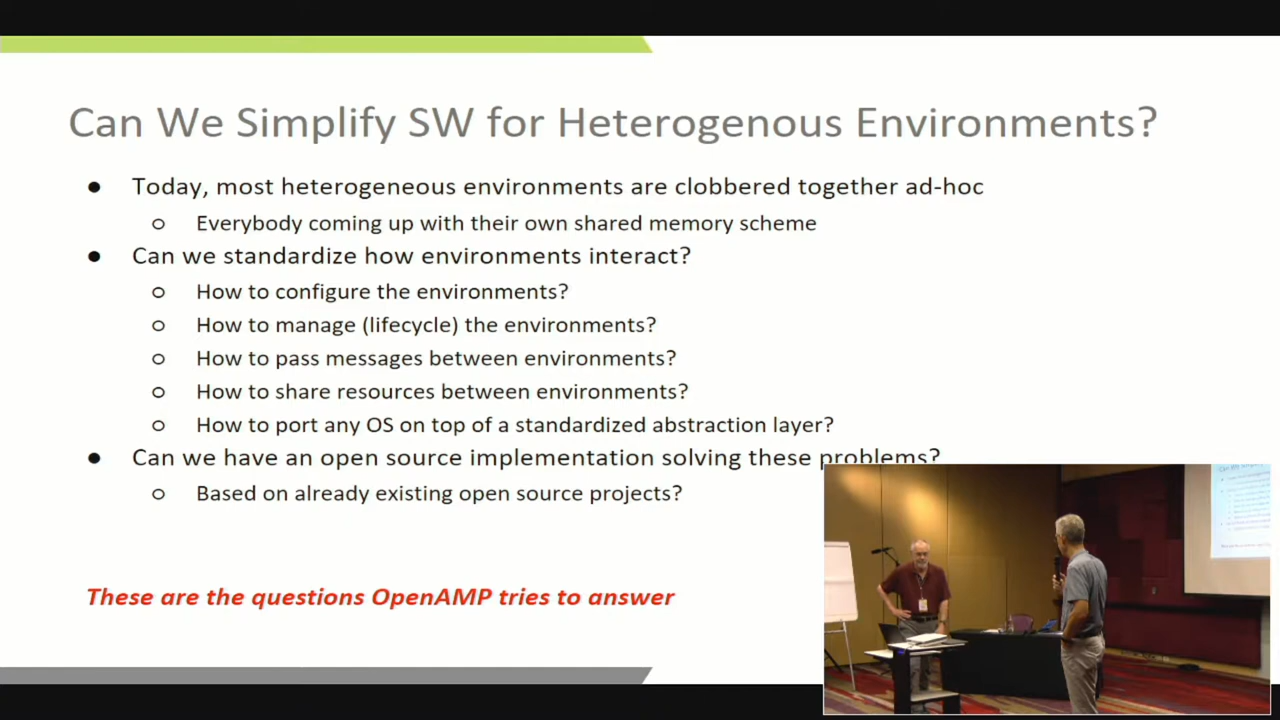 Can We Simplify SW for Heterogenous Environments?
● Today, most heterogeneous environments are clobbered together ad-hoc
○ Everybody coming up with their own shared memory scheme
● Can we standardize how environments interact?
○ How to configure the environments?
○ How to manage (lifecycle) the environments?
○ How to pass messages between environments?
○ How to share resources between environments?
○ How to port any OS on top of a standardized abstraction layer?
● Can we have an open source implementation solving these problems?
○ Based on already existing open source projects?
These are the questions OpenAMP tries to answer